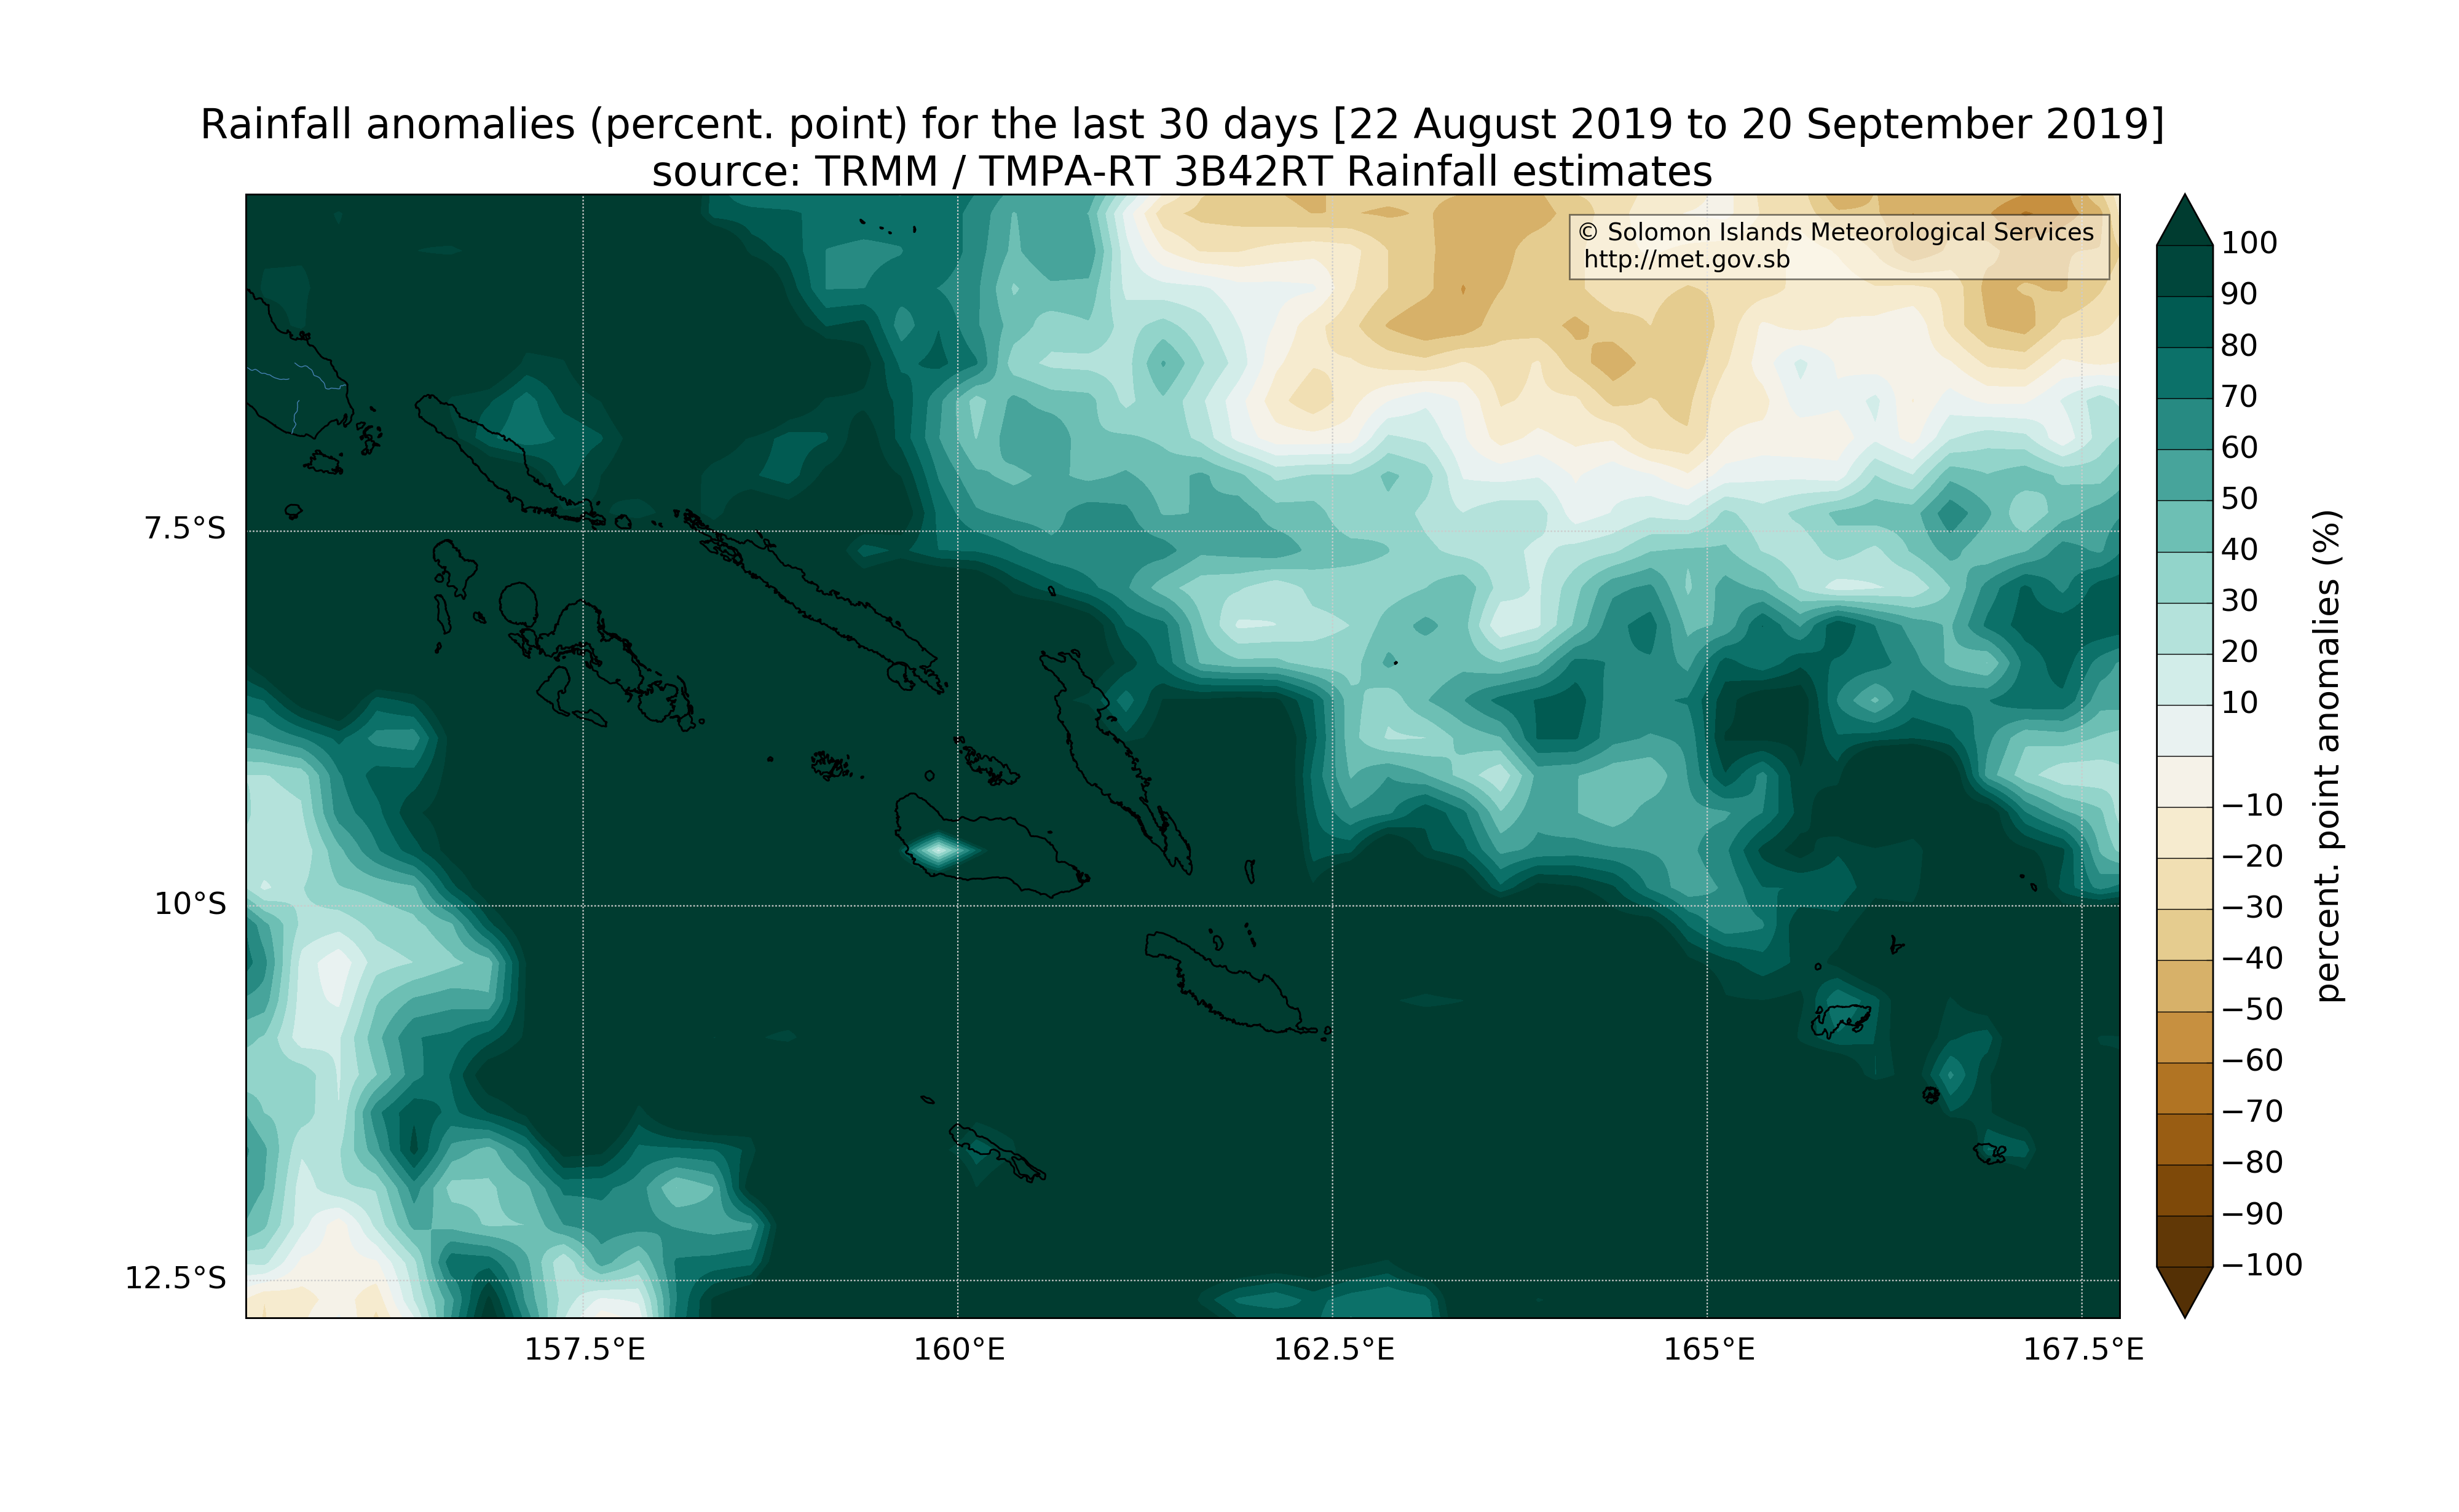 Rainfall anomalies (percent. point) for the last 30 days [22 August 2019 to 20 September 2019]
source: TRMM / TMPA-RT 3B42RT Rainfall estimates
© Solomon Islands Meteorological Services
http://met.gov.sb
7.5°S
10°S
12.5°S
157.5°E
160°E
162.5°E
165°E
167.5°E
100
90
80
70
60
50
40
30
20
10
−10
−20
−30
−40
−50
−60
−70
−80
−90
−100
percent. point anomalies (%)